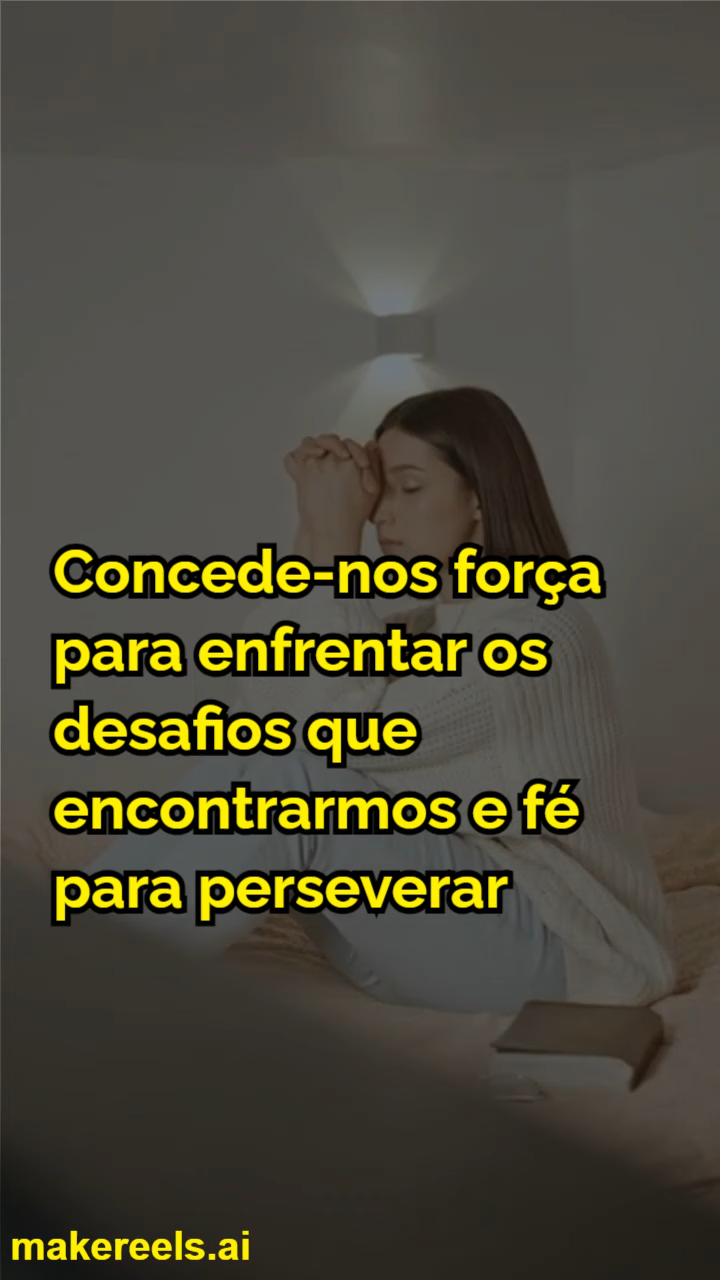 Concede-nos força
para enfrentar os
desafios que
encontrarmos e fé
para perseverar
makereels.ai